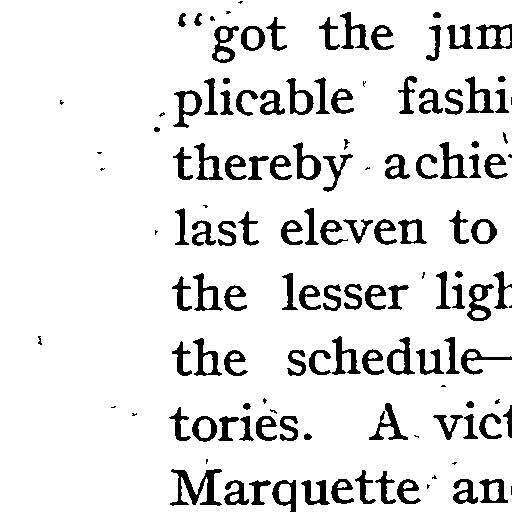 “got the jum
plicable fashi
thereby achie
last eleven to
the lesser ligh
the schedule—
tories. A vict
Marquette an